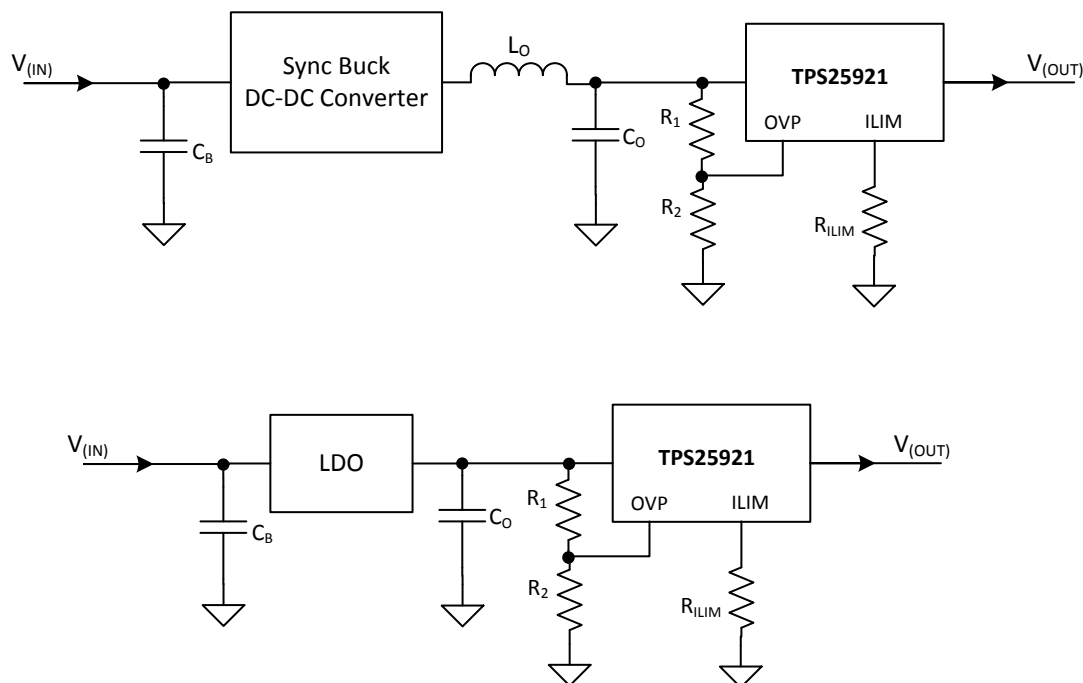 V(IN)
Sync Buck
DC-DC Converter
LO
TPS25921
V(OUT)
CB
CO
R1
OVP
ILIM
R2
RILIM
V(IN)
LDO
TPS25921
V(OUT)
CB
CO
R1
OVP
ILIM
R2
RILIM